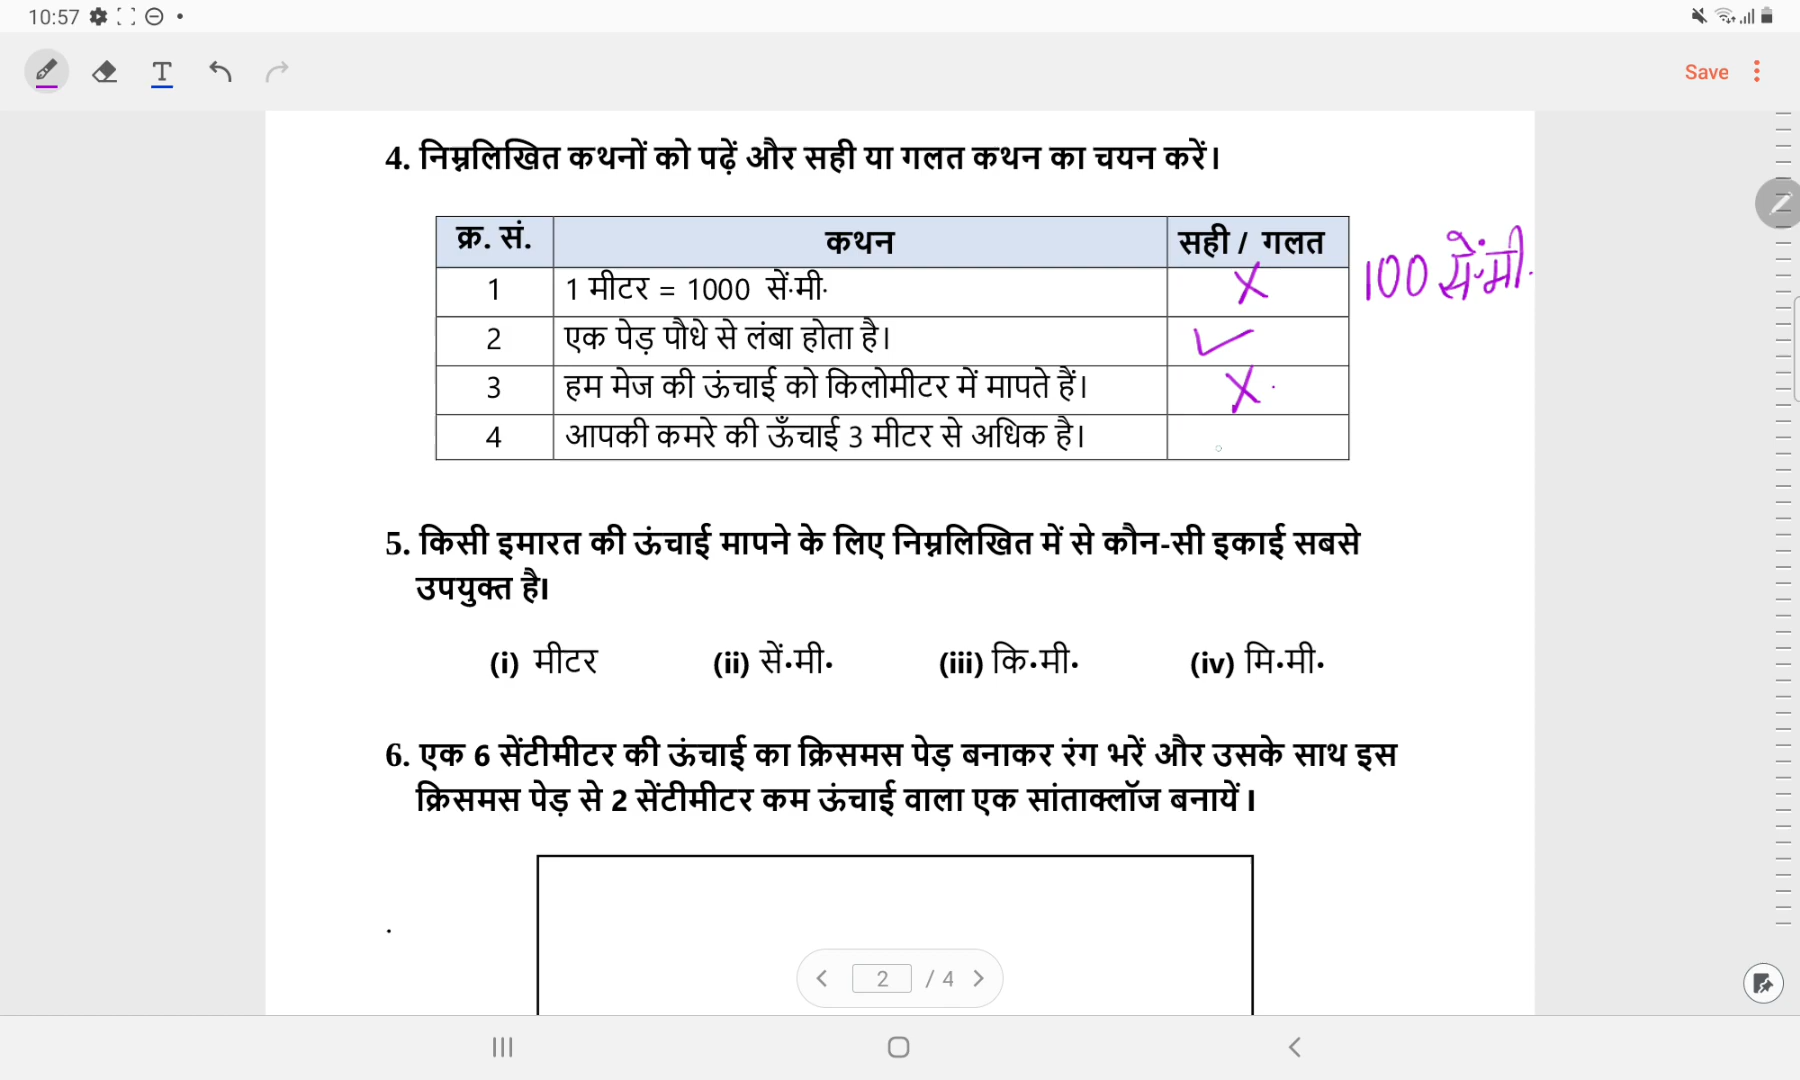 10:57
Save
4. निम्नलिखित कथनों को पढ़ें और सही या गलत कथन का चयन करें।
क्र. सं. कथन सही / गलत
1 1 मीटर = 1000 सें.मी. X 100 सें.मी.
2 एक पेड़ पौधे से लंबा होता है। ✓
3 हम मेज की ऊंचाई को किलोमीटर में मापते हैं। X
4 आपकी कमरे की ऊँचाई 3 मीटर से अधिक है।
5. किसी इमारत की ऊंचाई मापने के लिए निम्नलिखित में से कौन-सी इकाई सबसे
उपयुक्त है।
(i) मीटर (ii) सें.मी. (iii) कि.मी. (iv) मि.मी.
6. एक 6 सेंटीमीटर की ऊंचाई का क्रिसमस पेड़ बनाकर रंग भरें और उसके साथ इस
क्रिसमस पेड़ से 2 सेंटीमीटर कम ऊंचाई वाला एक सांताक्लॉज बनायें ।
2 / 4